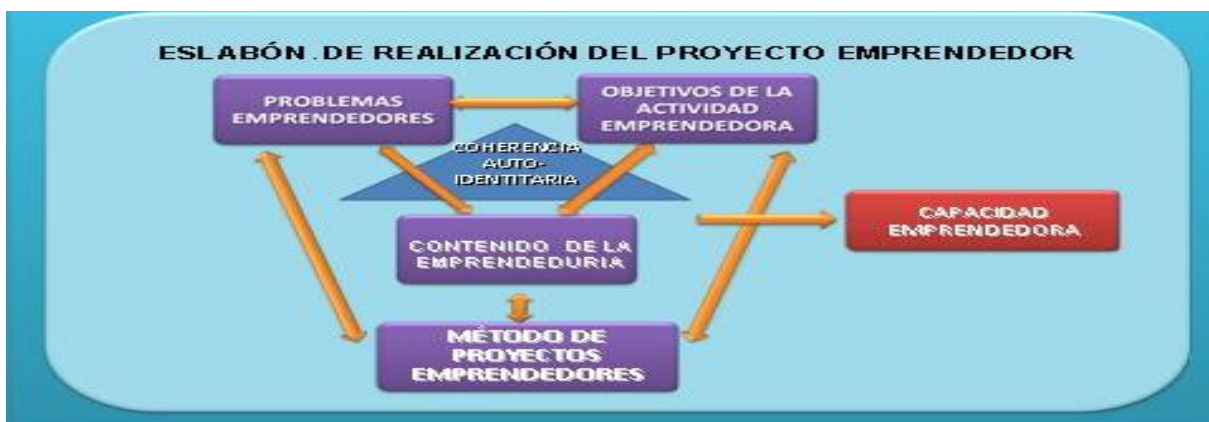 ESLABÓN .DE REALIZACIÓN DEL PROYECTO EMPRENDEDOR
PROBLEMAS
EMPRENDEDORES
OBJETIVOS DE LA
ACTIVIDAD
EMPRENDEDORA
COHERENCIA
AUTO-
IDENTITARIA
CAPACIDAD
EMPRENDEDORA
CONTENIDO DE LA
EMPRENDEDURIA
MÉTODO DE
PROYECTOS
EMPRENDEDORES